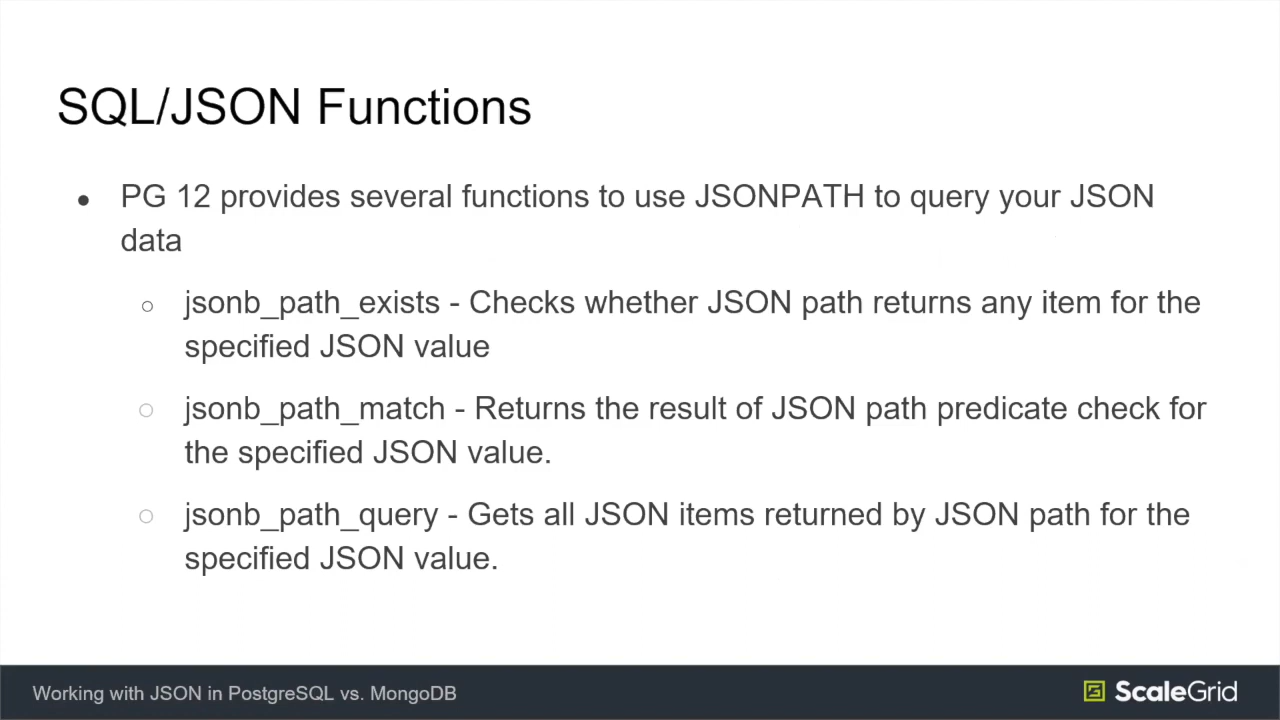 SQL/JSON Functions
● PG 12 provides several functions to use JSONPATH to query your JSON
data
○ jsonb_path_exists - Checks whether JSON path returns any item for the
specified JSON value
○ jsonb_path_match - Returns the result of JSON path predicate check for
the specified JSON value.
○ jsonb_path_query - Gets all JSON items returned by JSON path for the
specified JSON value.
Working with JSON in PostgreSQL vs. MongoDB
ScaleGrid